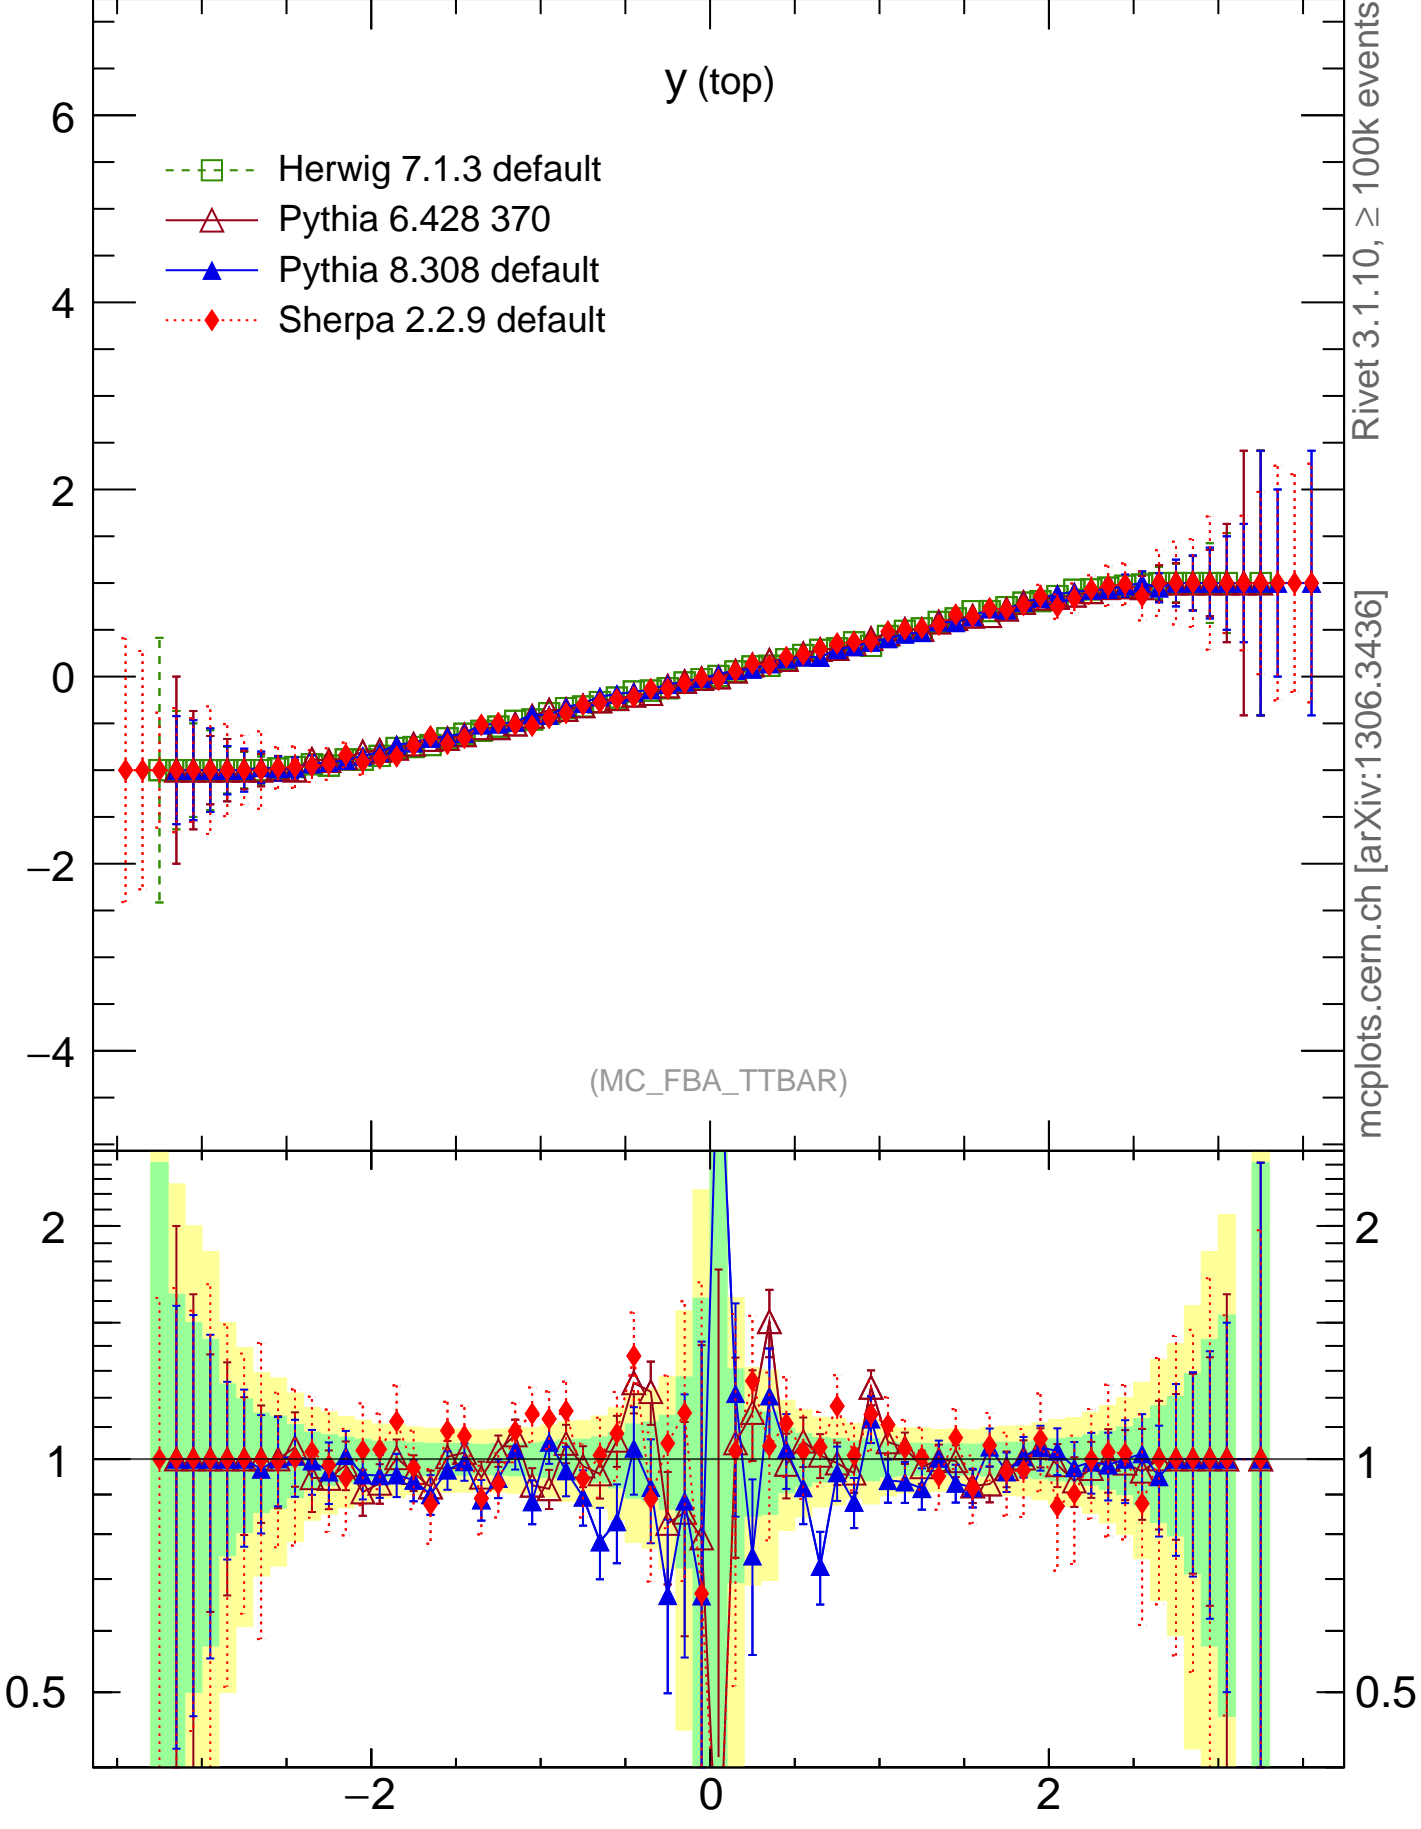 y (top)
Herwig 7.1.3 default
Pythia 6.428 370
Pythia 8.308 default
Sherpa 2.2.9 default
6
4
2
0
−2
−4
(MC_FBA_TTBAR)
Rivet 3.1.10, ≥ 100k events
mcplots.cern.ch [arXiv:1306.3436]
2
1
0.5
2
1
0.5
−2 0 2